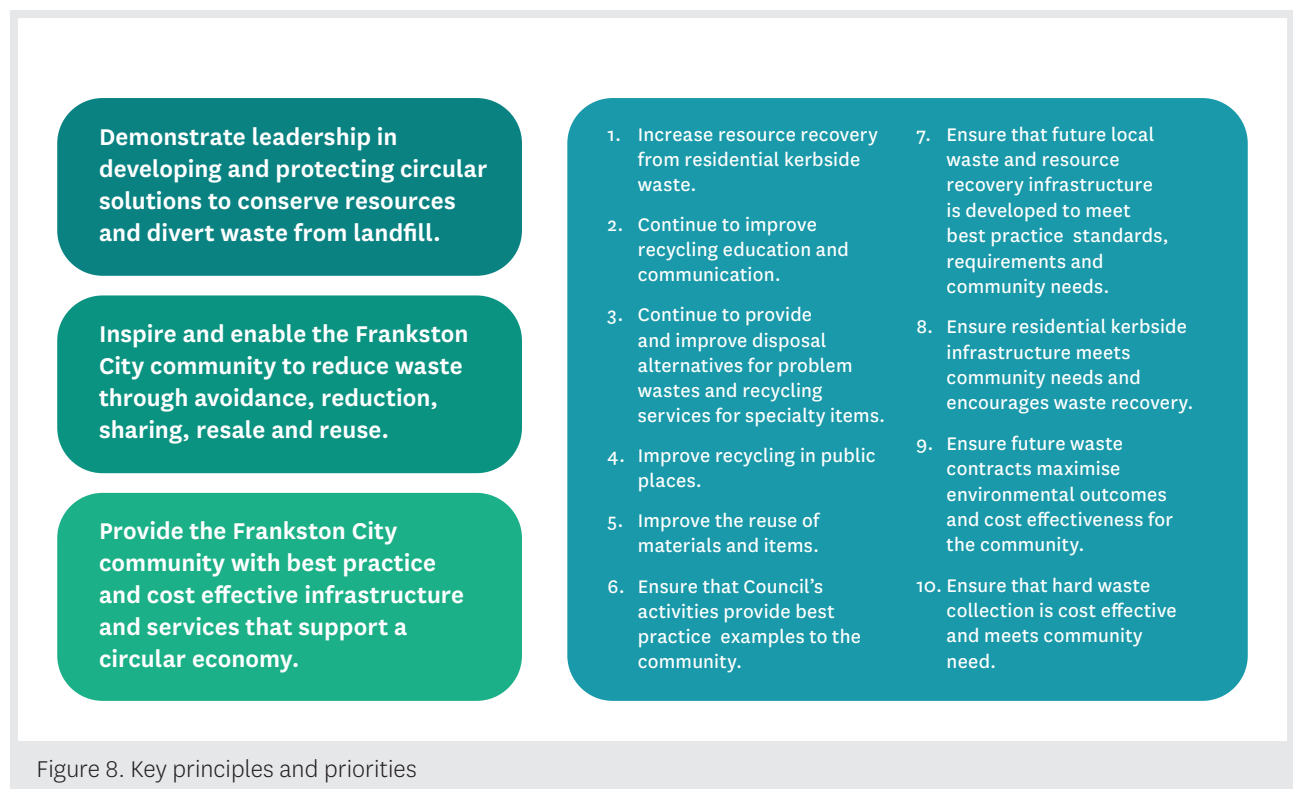 Demonstrate leadership in
developing and protecting circular
solutions to conserve resources
and divert waste from landfill.
Inspire and enable the Frankston
City community to reduce waste
through avoidance, reduction,
sharing, resale and reuse.
Provide the Frankston City
community with best practice
and cost effective infrastructure
and services that support a
circular economy.
1. Increase resource recovery
from residential kerbside
waste.
2. Continue to improve
recycling education and
communication.
3. Continue to provide
and improve disposal
alternatives for problem
wastes and recycling
services for specialty items.
4. Improve recycling in public
places.
5. Improve the reuse of
materials and items.
6. Ensure that Council’s
activities provide best
practice  examples to the
community.
7. Ensure that future local
waste and resource
recovery infrastructure
is developed to meet
best practice  standards,
requirements and
community needs.
8. Ensure residential kerbside
infrastructure meets
community needs and
encourages waste recovery.
9. Ensure future waste
contracts maximise
environmental outcomes
and cost effectiveness for
the community.
10. Ensure that hard waste
collection is cost effective
and meets community
need.
Figure 8. Key principles and priorities